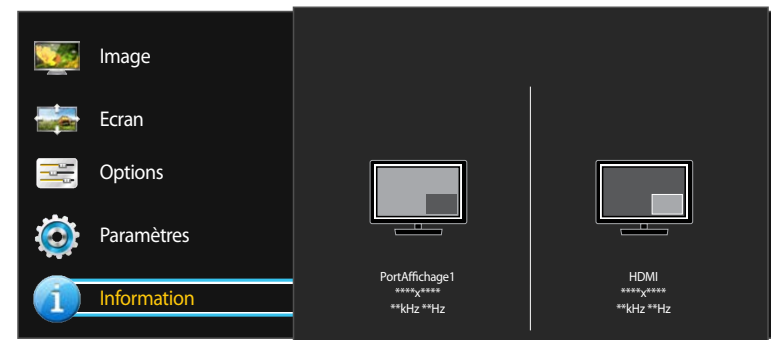 Image
Ecran
Options
Paramètres
Information
PortAffichage1
****x****
**kHz **Hz
HDMI
****x****
**kHz **Hz